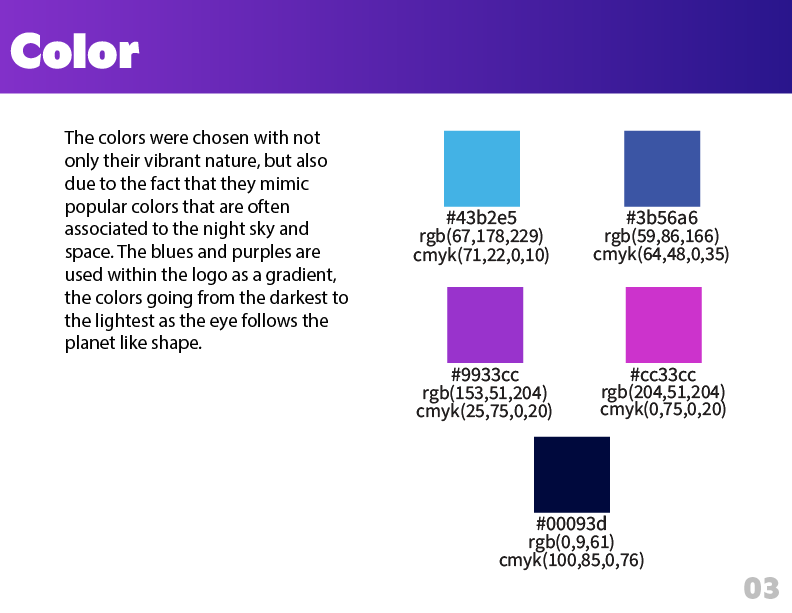 Color
The colors were chosen with not
only their vibrant nature, but also
due to the fact that they mimic
popular colors that are often
associated to the night sky and
space. The blues and purples are
used within the logo as a gradient,
the colors going from the darkest to
the lightest as the eye follows the
planet like shape.
#43b2e5
rgb(67,178,229)
cmyk(71,22,0,10)
#3b56a6
rgb(59,86,166)
cmyk(64,48,0,35)
#9933cc
rgb(153,51,204)
cmyk(25,75,0,20)
#cc33cc
rgb(204,51,204)
cmyk(0,75,0,20)
#00093d
rgb(0,9,61)
cmyk(100,85,0,76)
03